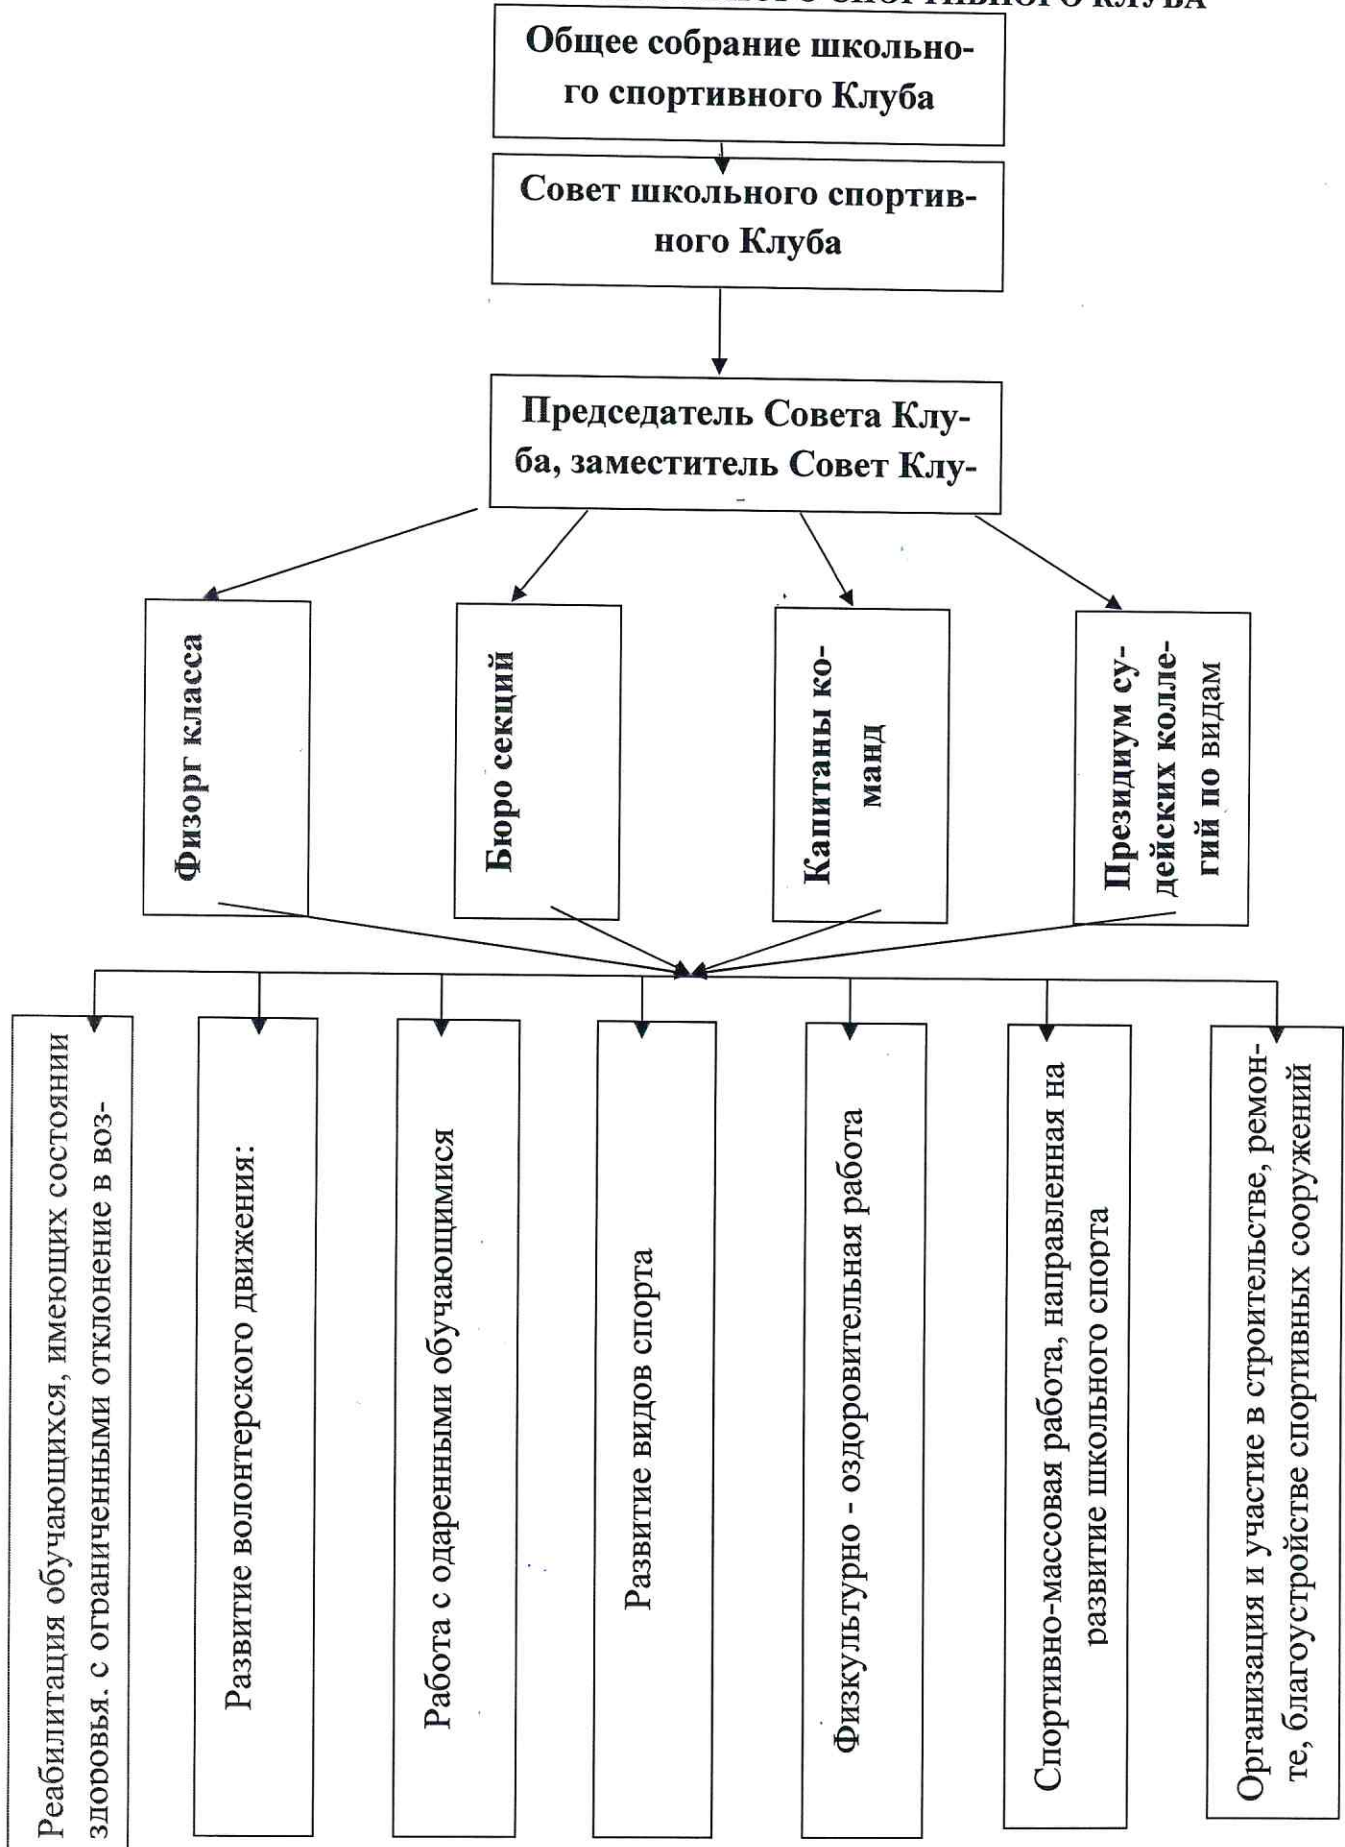 СПОРТИВНОГО КЛУБА
Общее собрание школьно-
го спортивного Клуба
Совет школьного спортив-
ного Клуба
Председатель Совета Клу-
ба, заместитель Совет Клу-
Физорг класса
Бюро секций
Капитаны ко-
манд
Президиум су-
дейских колле-
гий по видам
Реабилитация обучающихся, имеющих состоянии
здоровья. с ограниченными отклонение в воз-
Развитие волонтерского движения:
Работа с одаренными обучающимися
Развитие видов спорта
Физкультурно - оздоровительная работа
Спортивно-массовая работа, направленная на
развитие школьного спорта
Организация и участие в строительстве, ремон-
те, благоустройстве спортивных сооружений